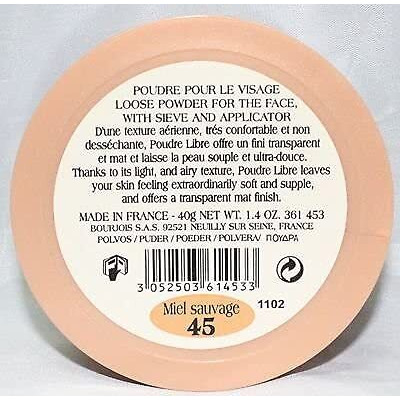 POUDRE POUR LE VISAGE
LOOSE POWDER FOR THE FACE,
WITH SIEVE AND APPLICATOR
D'une texture aérienne, trés confortable et non
desséchante, Poudre Libre offre un fini transparent
et mat et laisse la peau souple et ultra-douce.
Thanks to its light, and airy texture, Poudre Libre leaves
your skin feeling extraordinarily soft and supple,
and offers a transparent mat finish.
MADE IN FRANCE - 40g NET WT. 1.4 OZ. 361 453
BOURJOIS S.A.S. 92521 NEUILLY SUR SEINE, FRANCE
POLVOS / PUDER / POEDER / POLVERA/ ΠΟΥΔΡΑ
3 052503 614533
Miel sauvage
45
1102